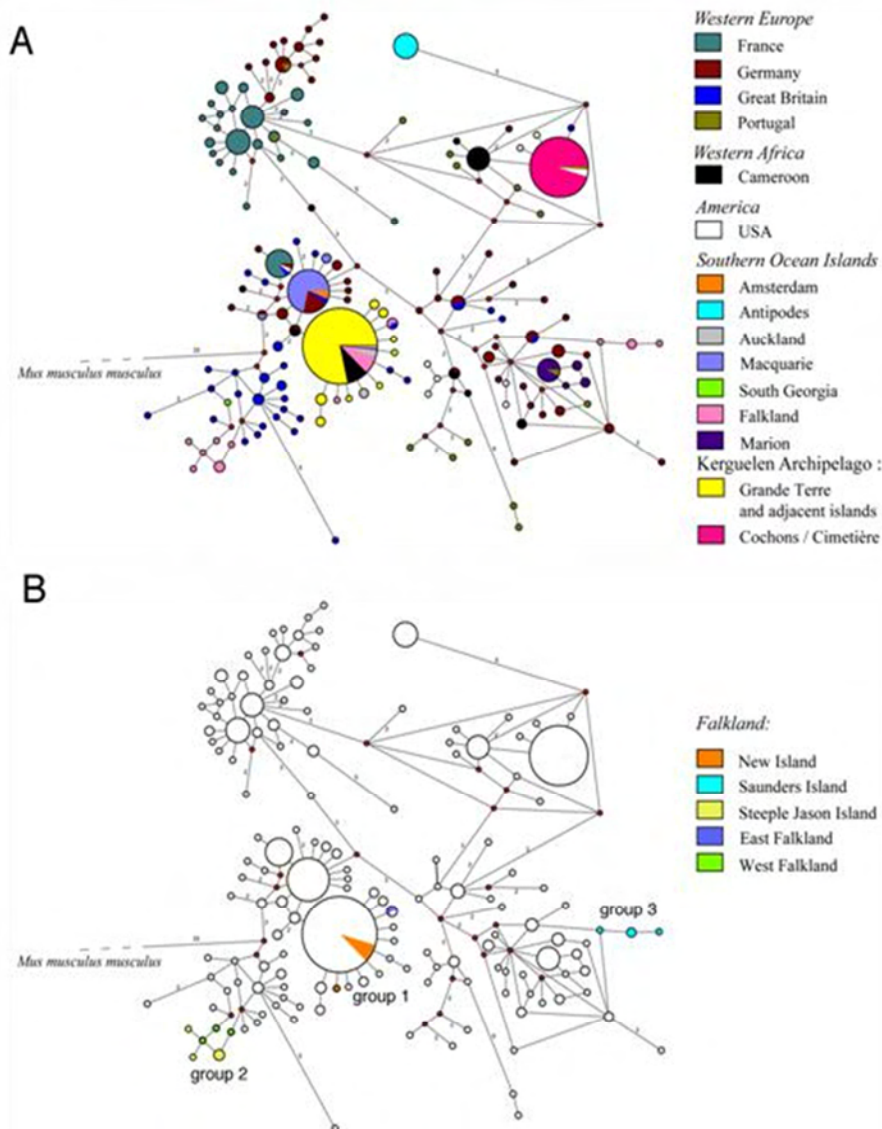 A
Western Europe
France
Germany
Great Britain
Portugal
Western Africa
Cameroon
America
USA
Southern Ocean Islands
Amsterdam
Antipodes
Auckland
Macquarie
South Georgia
Falkland
Marion
Kerguelen Archipelago :
Grande Terre
and adjacent islands
Cochons / Cimetière
Mus musculus musculus
B
Falkland:
New Island
Saunders Island
Steeple Jason Island
East Falkland
West Falkland
group 3
Mus musculus musculus
group 1
group 2